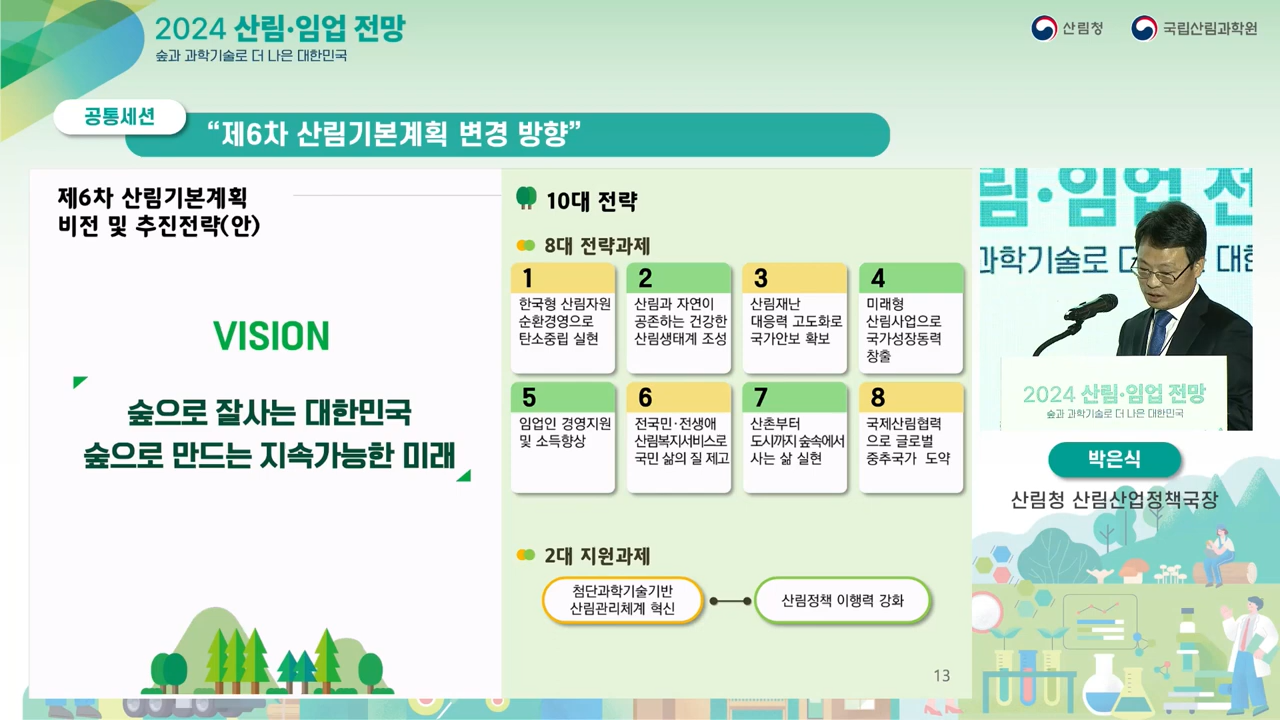 2024 산림·임업 전망
숲과 과학기술로 더 나은 대한민국
산림청
국립산림과학원
공통세션
“제6차 산림기본계획 변경 방향”
제6차 산림기본계획
비전 및 추진전략(안)
VISION
숲으로 잘사는 대한민국
숲으로 만드는 지속가능한 미래
10대 전략
8대 전략과제
1
한국형 산림자원
순환경영으로
탄소중립 실현
2
산림과 자연이
공존하는 건강한
산림생태계 조성
3
산림재난
대응력 고도화로
국가안보 확보
4
미래형
산림사업으로
국가성장동력
창출
5
임업인 경영지원
및 소득향상
6
전국민·전생애
산림복지서비스로
국민 삶의 질 제고
7
산촌부터
도시까지 숲속에서
사는 삶 실현
8
국제산림협력
으로 글로벌
중추국가 도약
2대 지원과제
첨단과학기술기반
산림관리체계 혁신
산림정책 이행력 강화
13
림·임업 전
과학기술로 더
대한
2024 산림·임업 전망
숲과 과학기술로 더 나은 대한민국
박은식
산림청 산림산업정책국장